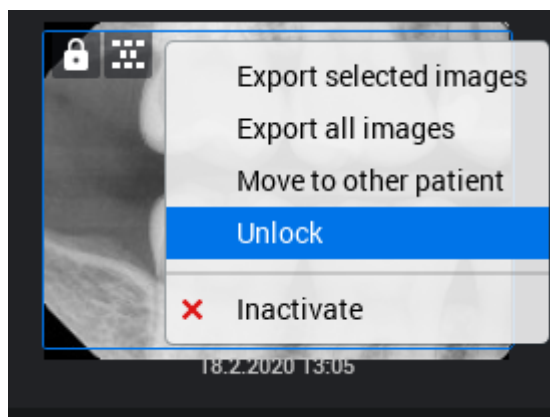 Export selected images
Export all images
Move to other patient
Unlock
Inactivate
18.2.2020 13:05